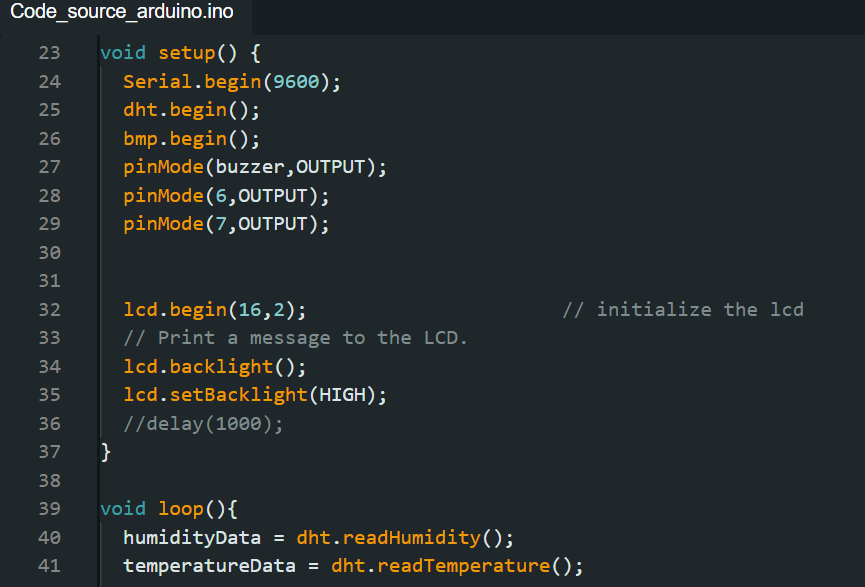 Code_source_arduino.ino
23 void setup() {
24 Serial.begin(9600);
25 dht.begin();
26 bmp.begin();
27 pinMode(buzzer,OUTPUT);
28 pinMode(6,OUTPUT);
29 pinMode(7,OUTPUT);
30
31
32 lcd.begin(16,2); // initialize the lcd
33 // Print a message to the LCD.
34 lcd.backlight();
35 lcd.setBacklight(HIGH);
36 //delay(1000);
37 }
38
39 void loop(){
40 humidityData = dht.readHumidity();
41 temperatureData = dht.readTemperature();